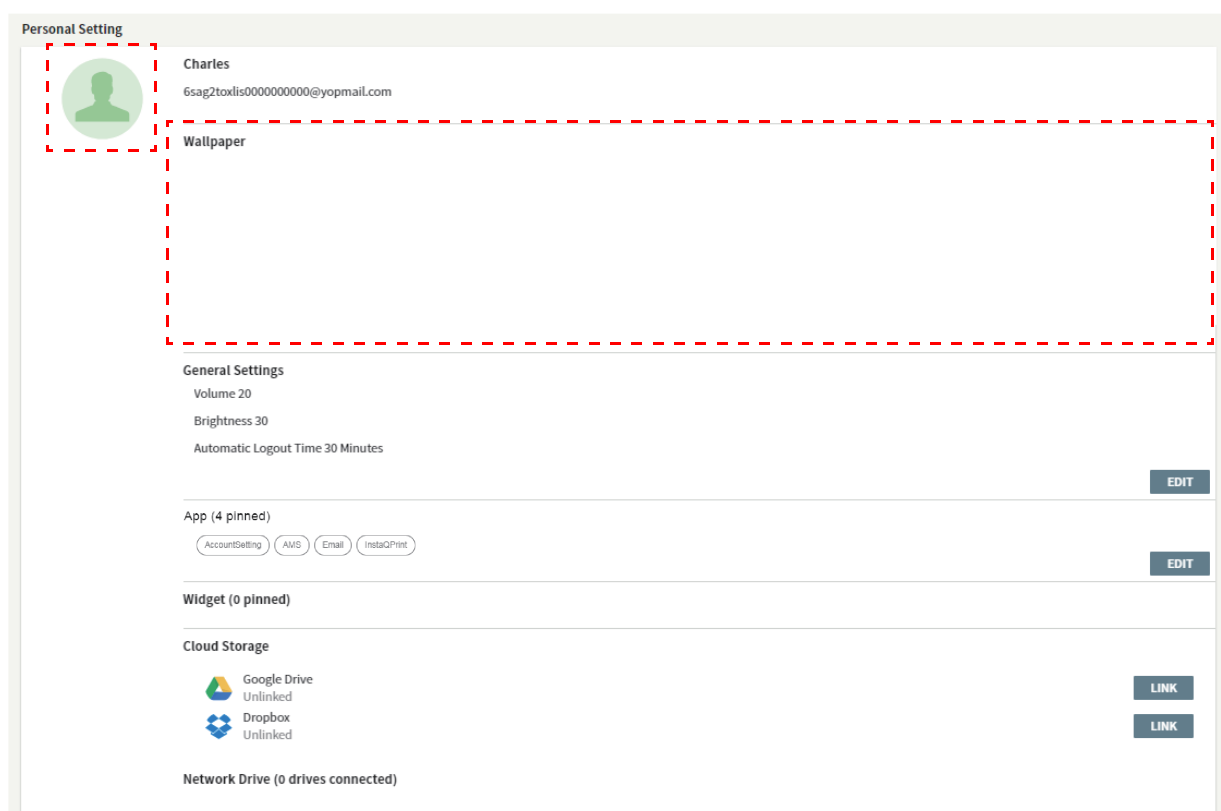 Personal Setting
Charles
6sag2toxlis0000000000@yopmail.com
Wallpaper
General Settings
Volume 20
Brightness 30
Automatic Logout Time 30 Minutes
EDIT
App (4 pinned)
AccountSetting AMS Email InstaQPrint
EDIT
Widget (0 pinned)
Cloud Storage
Google Drive
Unlinked
LINK
Dropbox
Unlinked
LINK
Network Drive (0 drives connected)